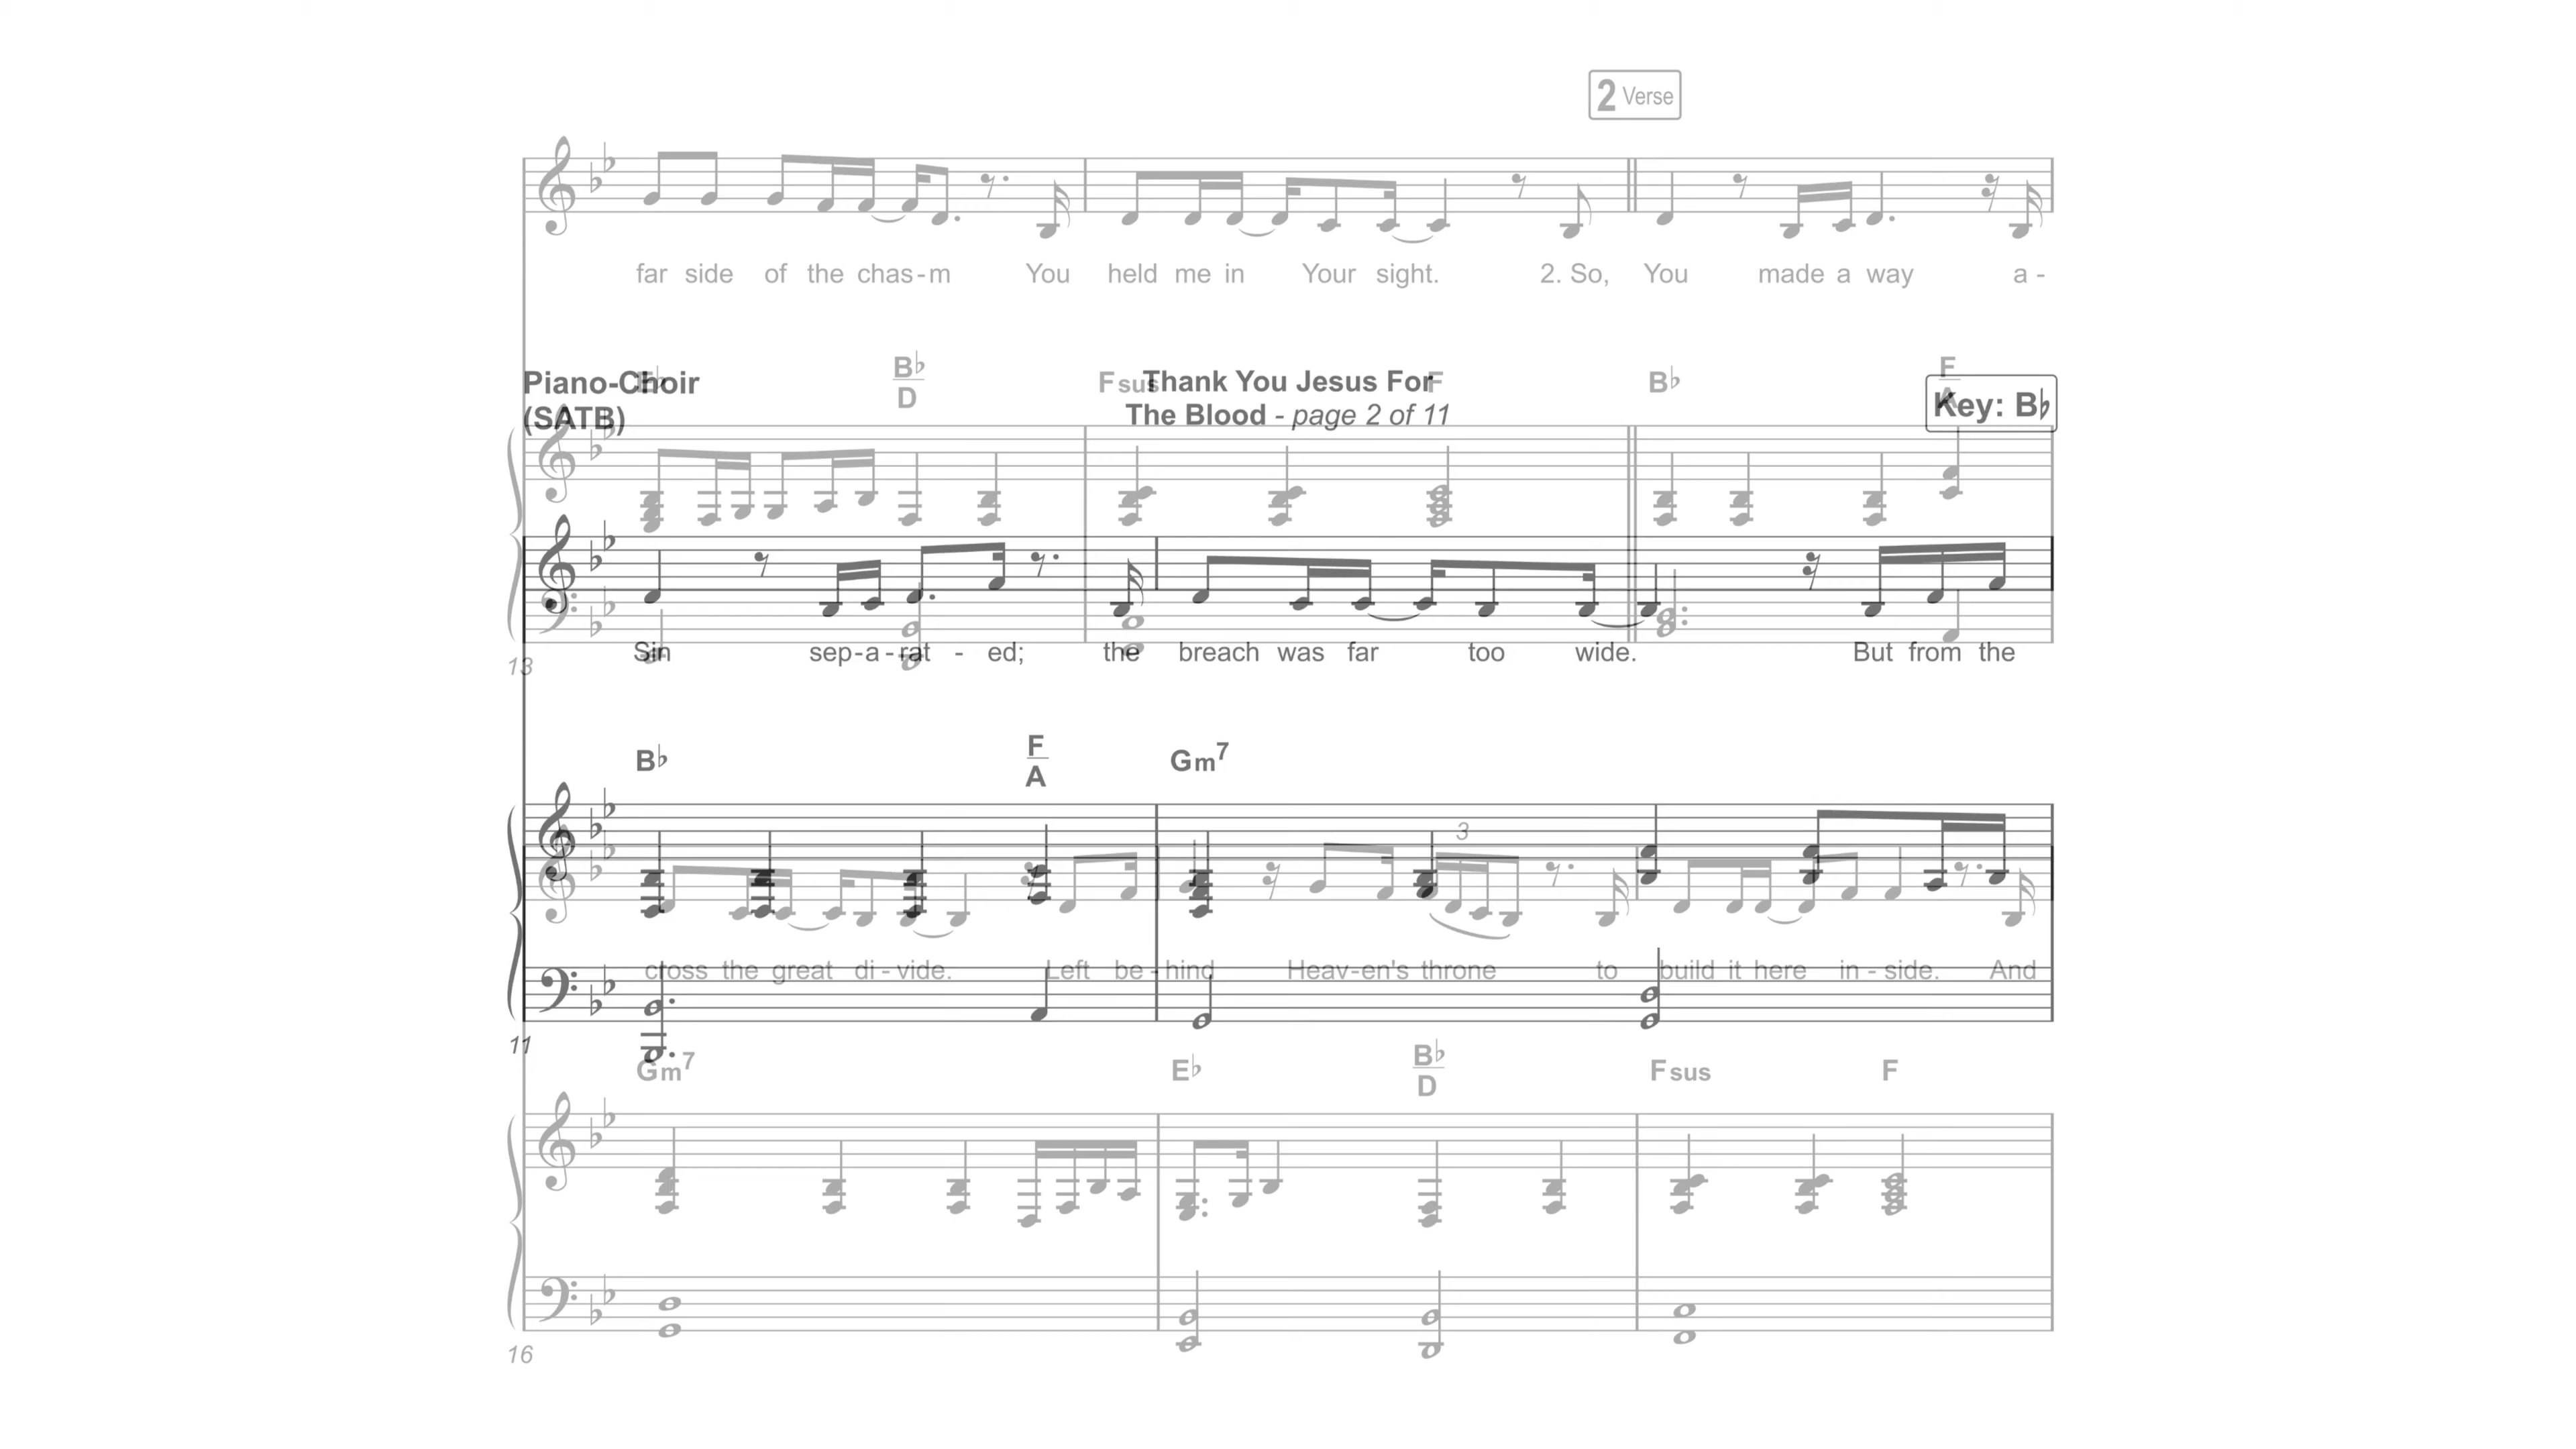 2 Verse
far side of the chas-m You held me in Your sight. 2. So, You made a way a-
E♭ B♭/D Fsus F B♭ F/A
Piano-Choir
(SATB)
Thank You Jesus For
The Blood - page 2 of 11
Key: B♭
Sin sep-a-rat - ed; the breach was far too wide. But from the
13
B♭ F/A Gm7
3
cross the great di-vide. Left be-hind Heav-en's throne to build it here in-side. And
11
Gm7 E♭ B♭/D Fsus F
16